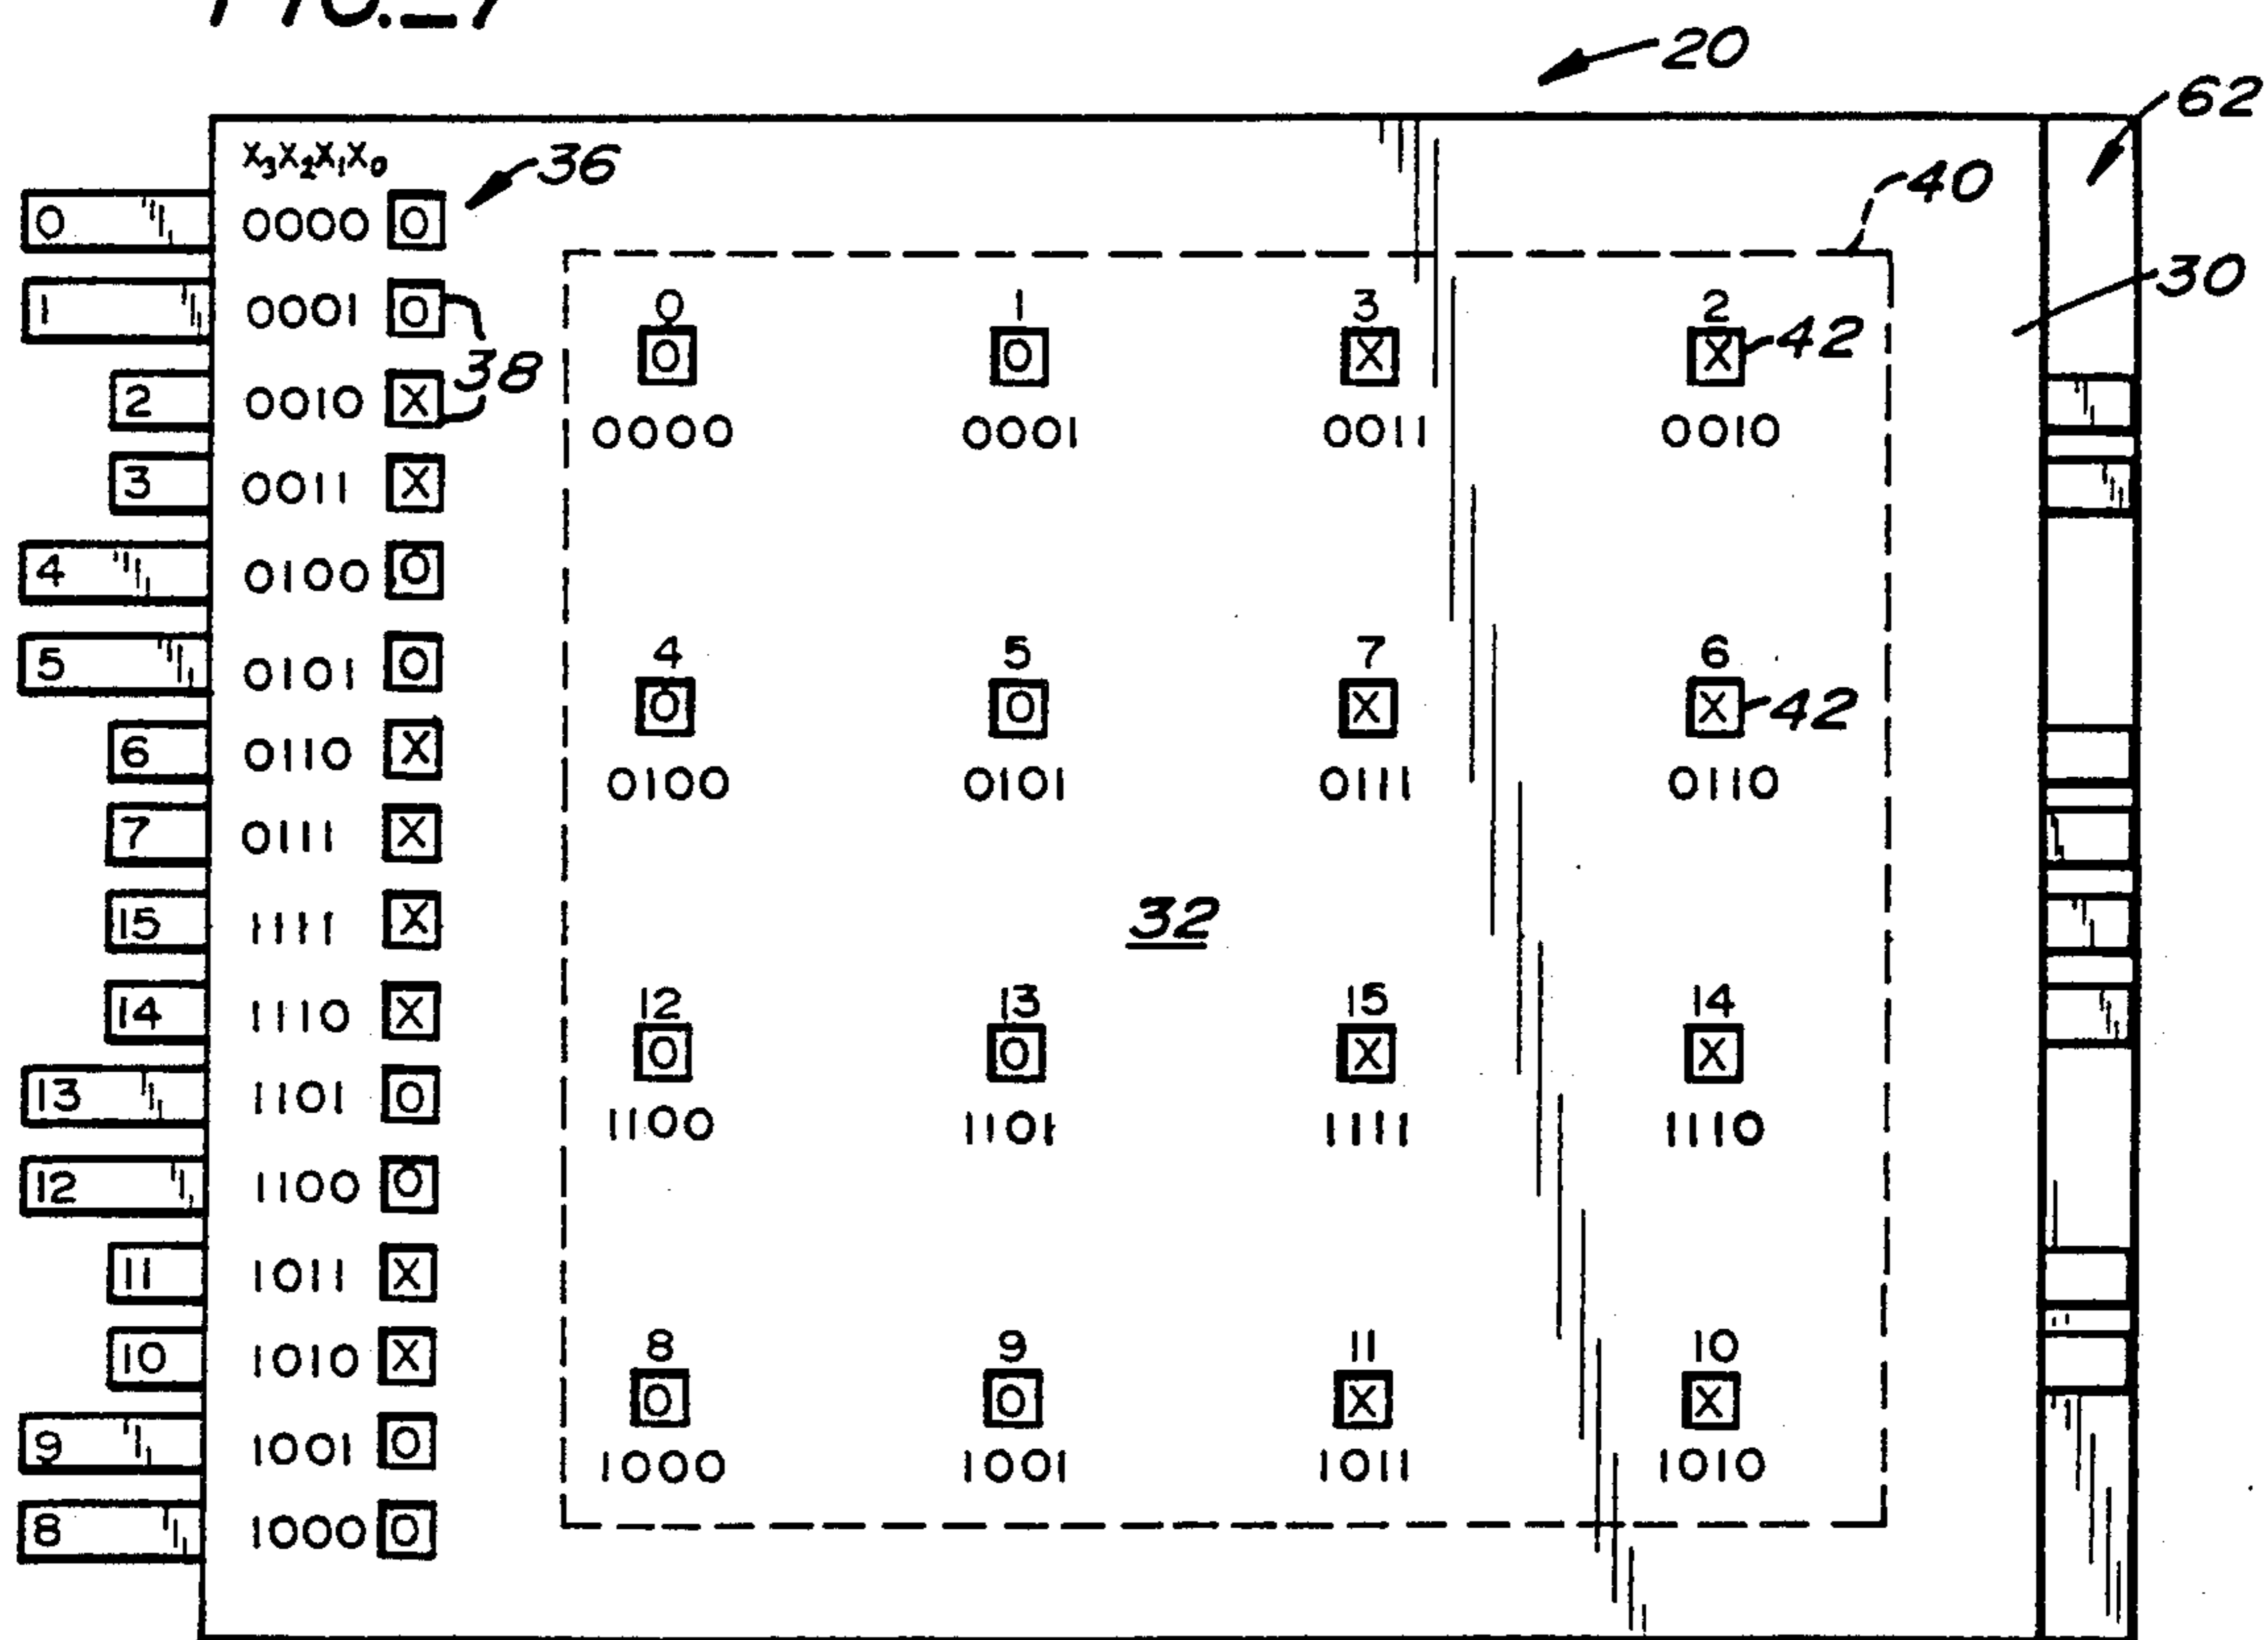 20
62
X₃X₂X₁X₀
36
40
0 0000 0
30
1 0001 0
38
0 1 3 2
0 0 X X 42
2 0010 X
0000 0001 0011 0010
3 0011 X
4 0100 0
5 0101 0
4 5 7 6
0 0 X X 42
6 0110 X
0100 0101 0111 0110
7 0111 X
15 1111 X
32
14 1110 X
12 13 15 14
0 0 X X
13 1101 0
1100 1101 1111 1110
12 1100 0
11 1011 X
10 1010 X
8 9 11 10
0 0 X X
9 1001 0
1000 1001 1011 1010
8 1000 0